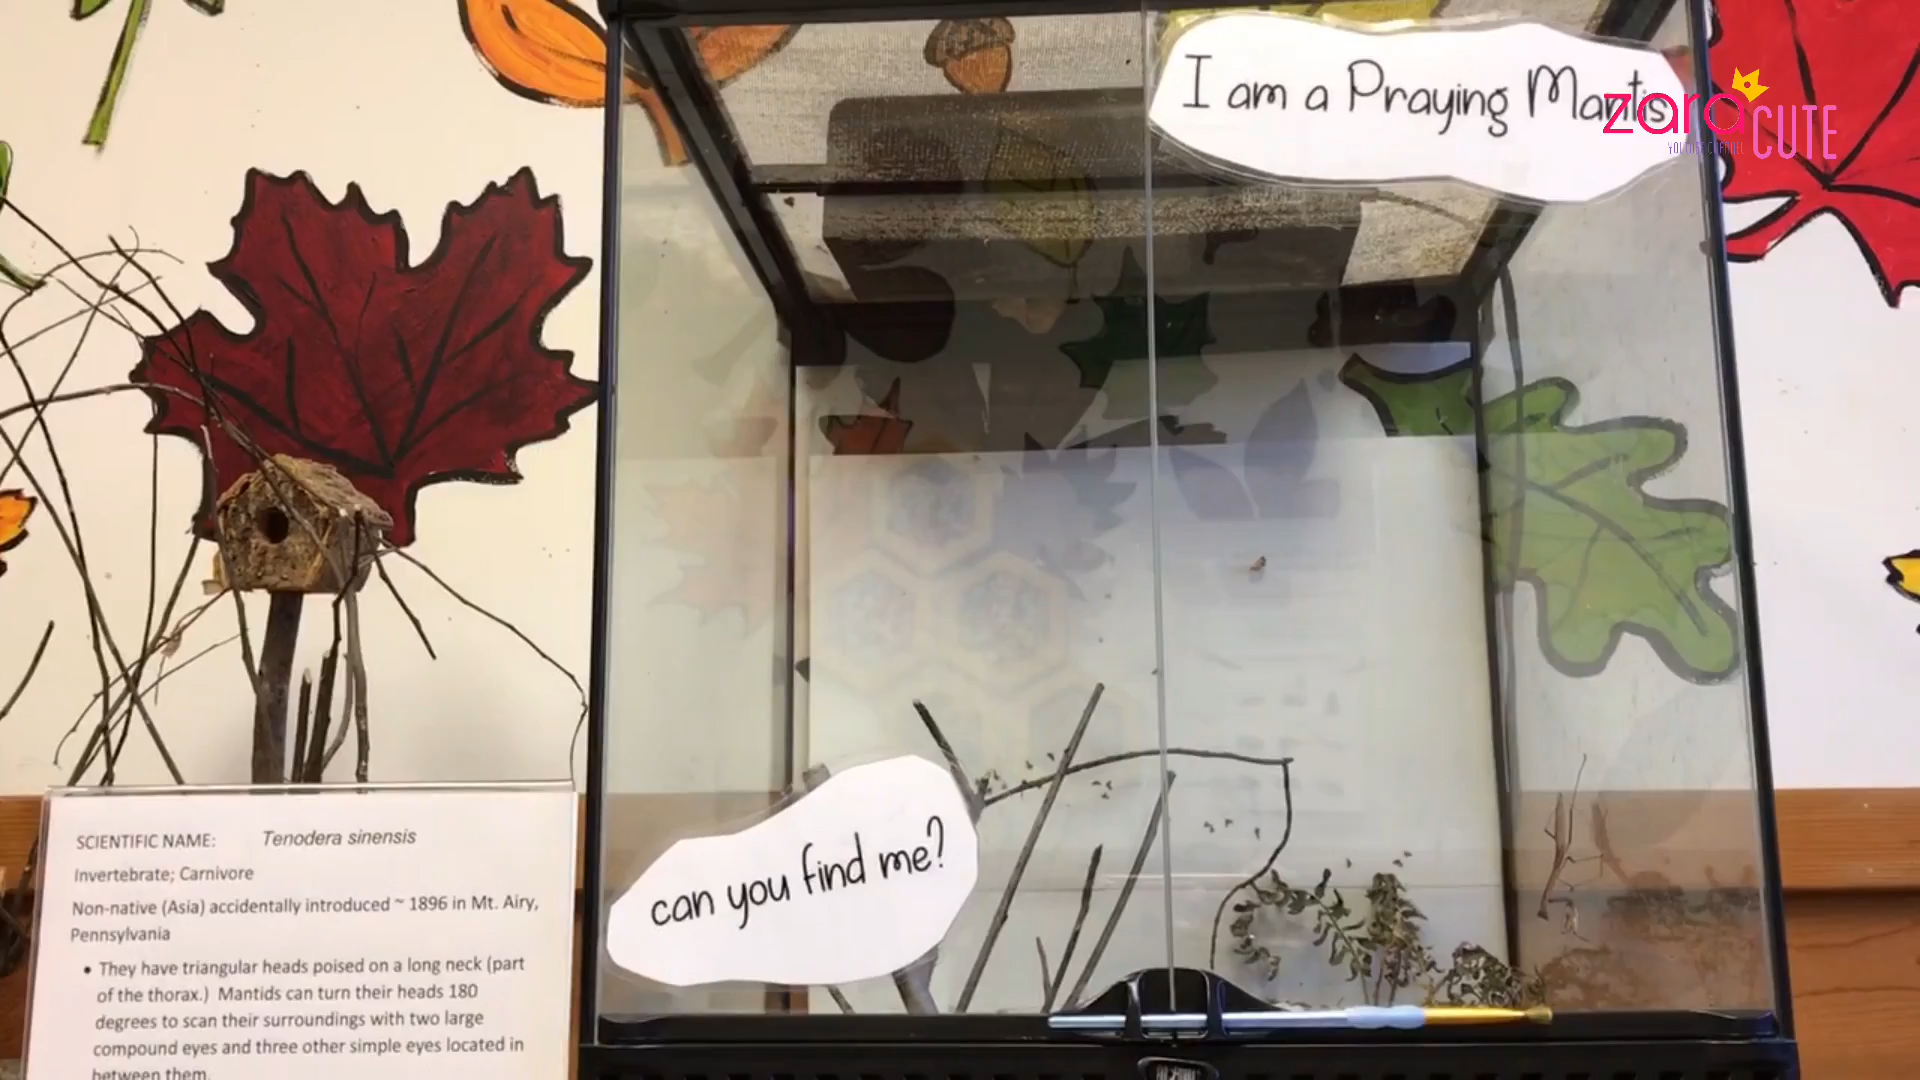 I am a Praying Mantis
zara CUTE
YOUTUBE CHANNEL
can you find me?
SCIENTIFIC NAME: Tenodera sinensis
Invertebrate; Carnivore
Non-native (Asia) accidentally introduced ~ 1896 in Mt. Airy,
Pennsylvania
• They have triangular heads poised on a long neck (part
of the thorax.) Mantids can turn their heads 180
degrees to scan their surroundings with two large
compound eyes and three other simple eyes located in
between them.